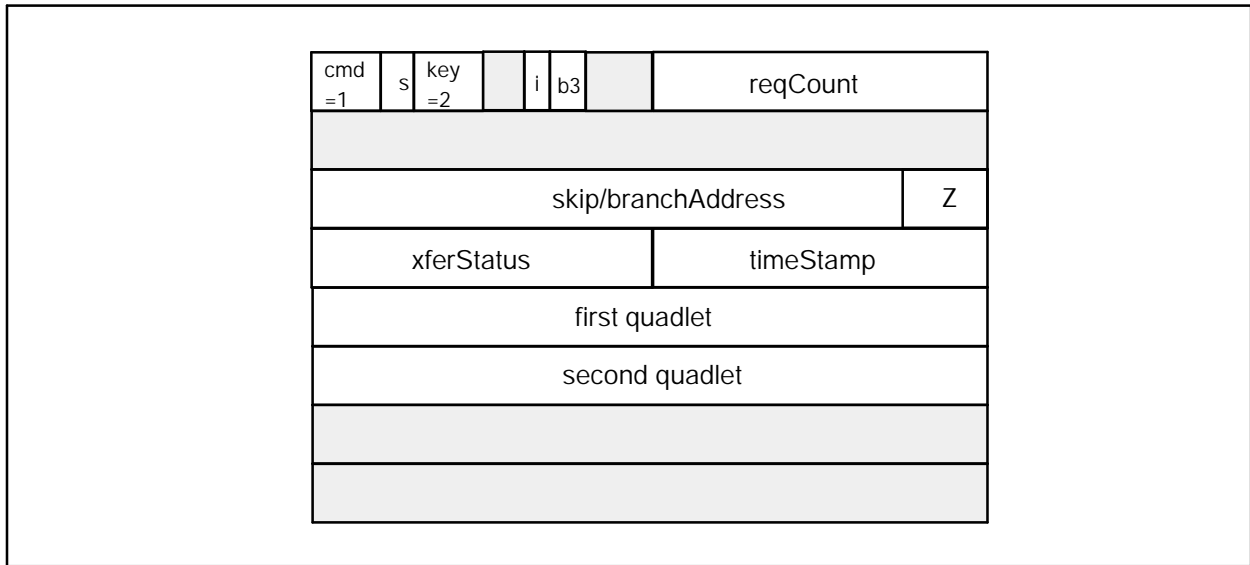 cmd =1 s key =2 i b3 reqCount
skip/branchAddress Z
xferStatus timeStamp
first quadlet
second quadlet